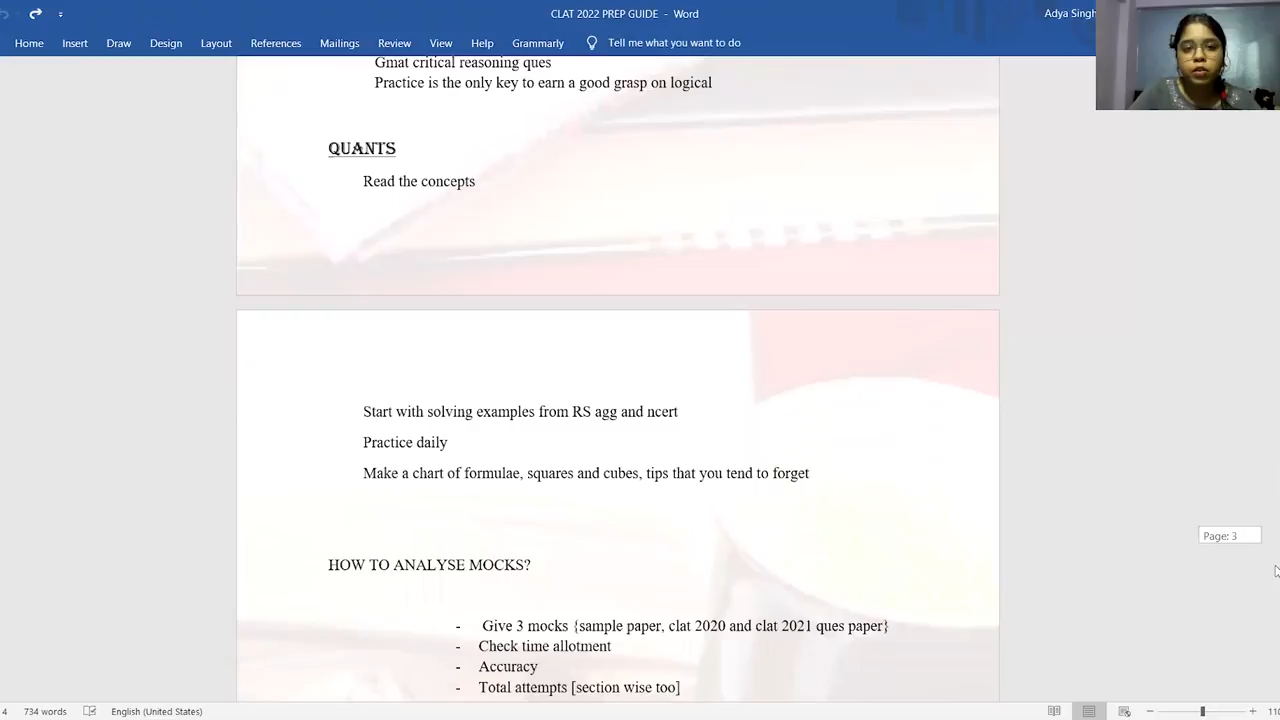 CLAT 2022 PREP GUIDE - Word
Adya Singh
Home Insert Draw Design Layout References Mailings Review View Help Grammarly Tell me what you want to do
Gmat critical reasoning ques
Practice is the only key to earn a good grasp on logical
QUANTS
Read the concepts
Start with solving examples from RS agg and ncert
Practice daily
Make a chart of formulae, squares and cubes, tips that you tend to forget
Page: 3
HOW TO ANALYSE MOCKS?
- Give 3 mocks {sample paper, clat 2020 and clat 2021 ques paper}
- Check time allotment
- Accuracy
- Total attempts [section wise too]
4 734 words English (United States) 110